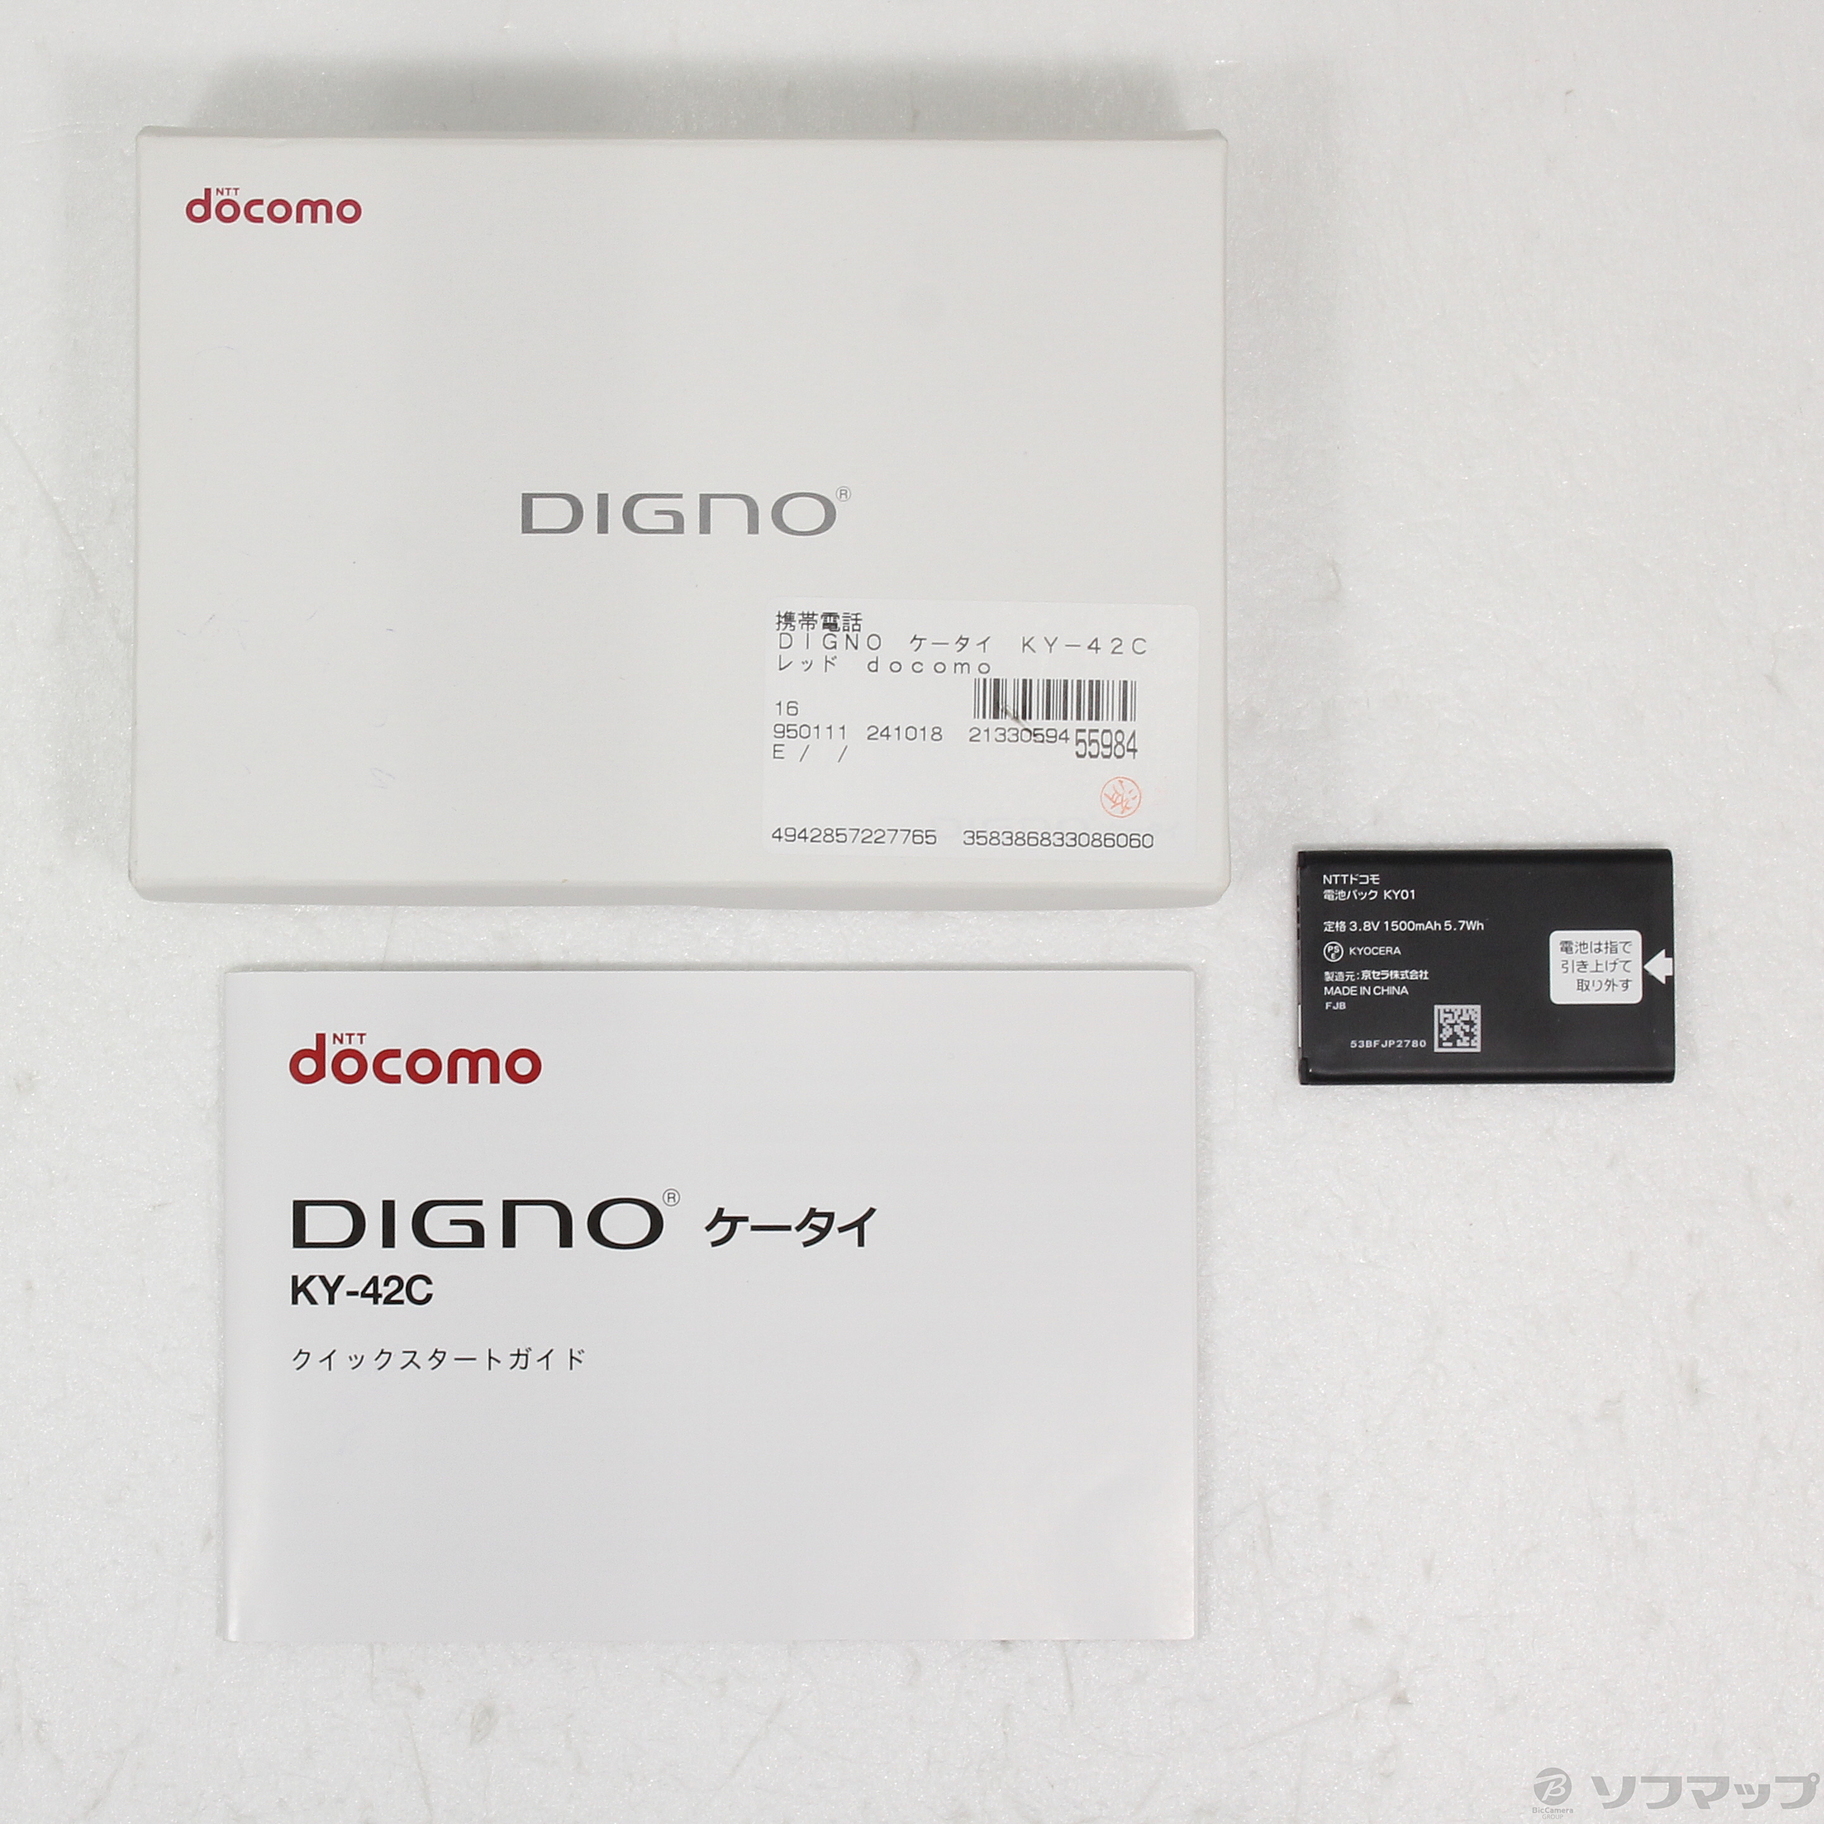 NTT
docomo
DIGNO®
携帯電話
DIGNO ケータイ KY-42C
レッド docomo
16
950111 241018 21330594 55984
E / /
4942857227765 358386833086060
NTTドコモ
電池パック KY01
定格 3.8V 1500mAh 5.7Wh
PS
E
KYOCERA
製造元:京セラ株式会社
MADE IN CHINA
FJB
53BFJP2780
電池は指で
引き上げて
取り外す
NTT
docomo
DIGNO® ケータイ
KY-42C
クイックスタートガイド
B ソフマップ
BicCamera
GROUP